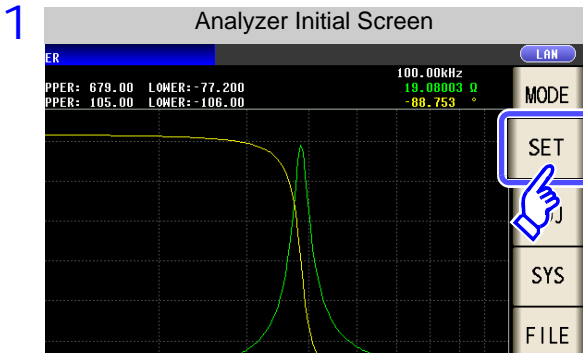 1
Analyzer Initial Screen
ER
LAN
100.00kHz
PPER: 679.00 LOWER:-77.200 19.08003 Ω
PPER: 105.00 LOWER:-106.00 -88.753 °
MODE
SET
DJ
SYS
FILE